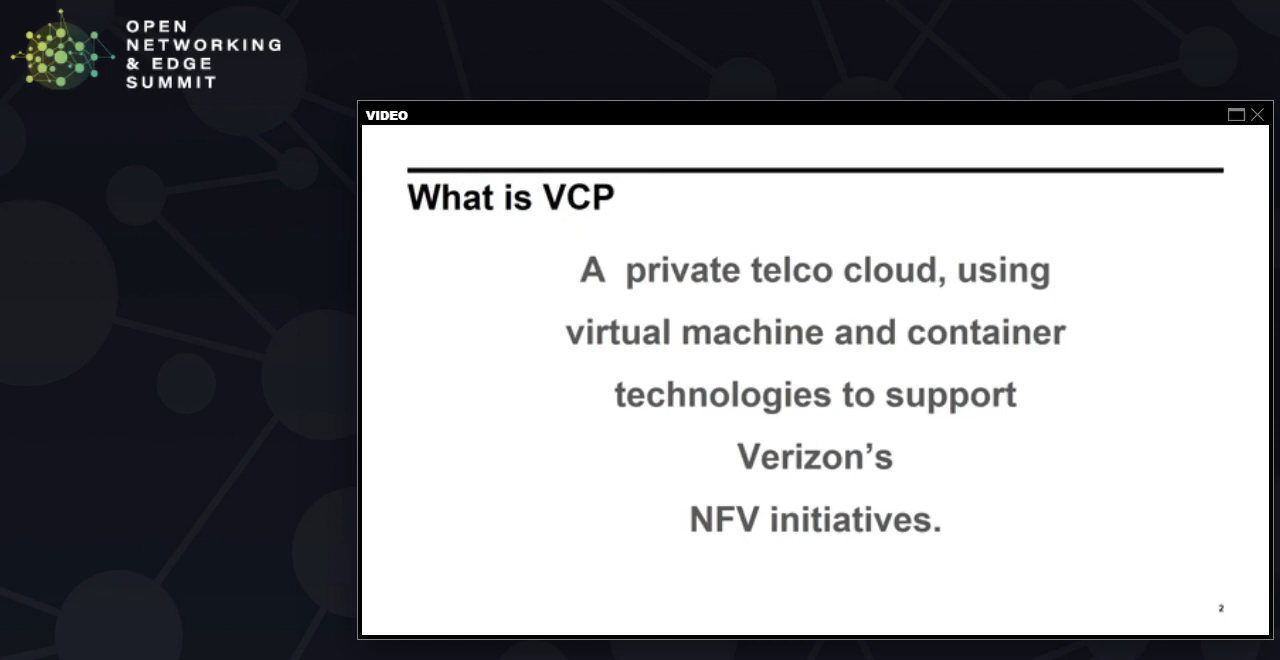 OPEN
NETWORKING
& EDGE
SUMMIT
VIDEO
What is VCP
A  private telco cloud, using
virtual machine and container
technologies to support
Verizon’s
NFV initiatives.
2